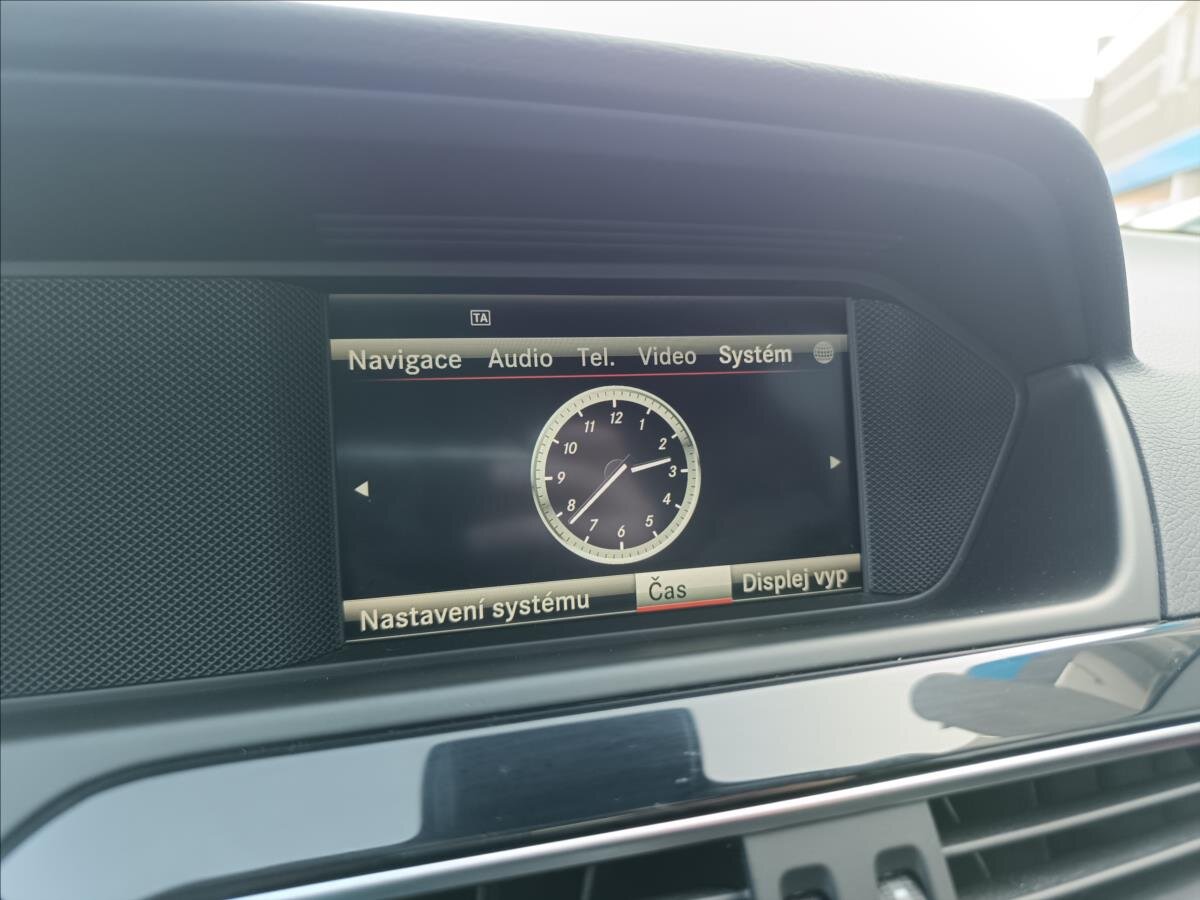 TA
Navigace Audio Tel. Video Systém
12
11 1
10 2
9 3
8 4
7 5
6
Nastavení systému Čas Displej vyp